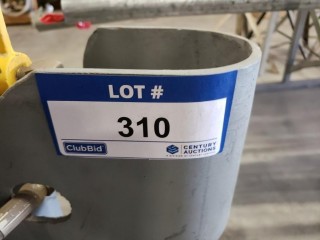 LOT #
310
ClubBid
CENTURY
AUCTIONS